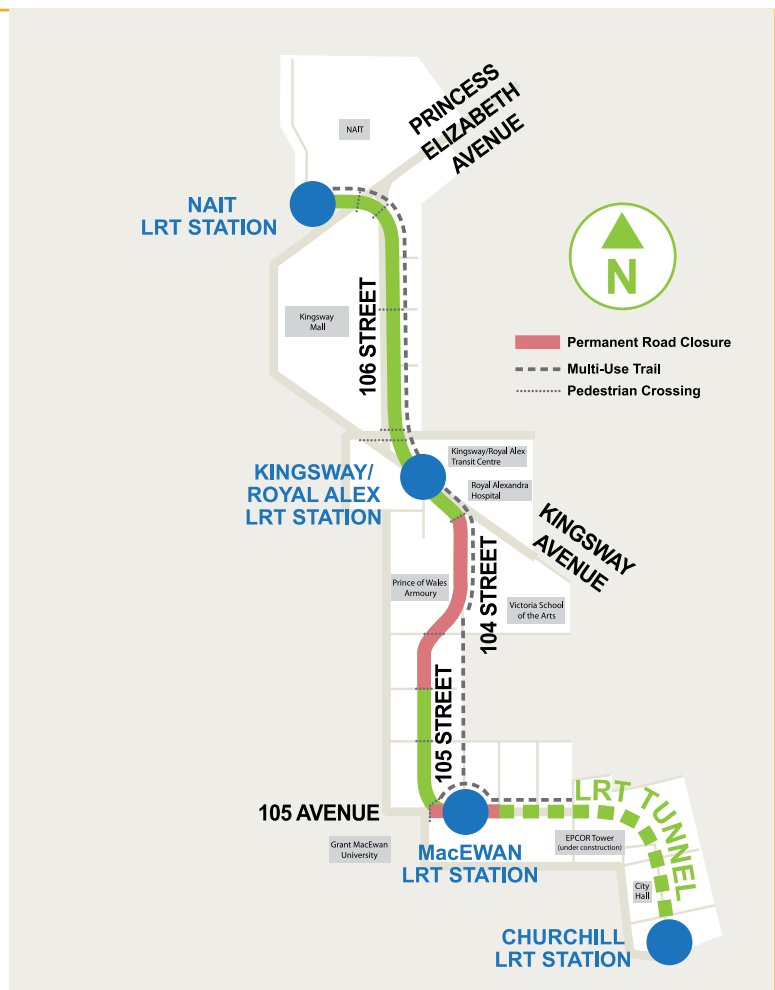 PRINCESS
ELIZABETH
AVENUE
NAIT
NAIT
LRT STATION
N
Kingsway
Mall
106 STREET
Permanent Road Closure
Multi-Use Trail
Pedestrian Crossing
KINGSWAY/
ROYAL ALEX
LRT STATION
Kingsway/Royal Alex
Transit Centre
Royal Alexandra
Hospital
KINGSWAY
AVENUE
Prince of Wales
Armoury
104 STREET
Victoria School
of the Arts
105 STREET
105 AVENUE
LRT TUNNEL
Grant MacEwan
University
MacEWAN
LRT STATION
EPCOR Tower
(under construction)
City
Hall
CHURCHILL
LRT STATION